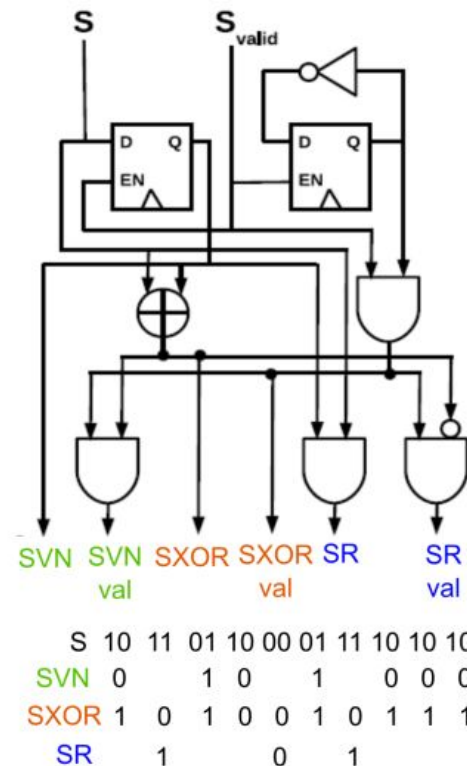 S S valid
D Q D Q
EN EN
SVN SVN val SXOR SXOR val SR SR val
S 10 11 01 10 00 01 11 10 10 10
SVN 0 1 0 1 0 0 0
SXOR 1 0 1 0 0 1 0 1 1 1
SR 1 0 1